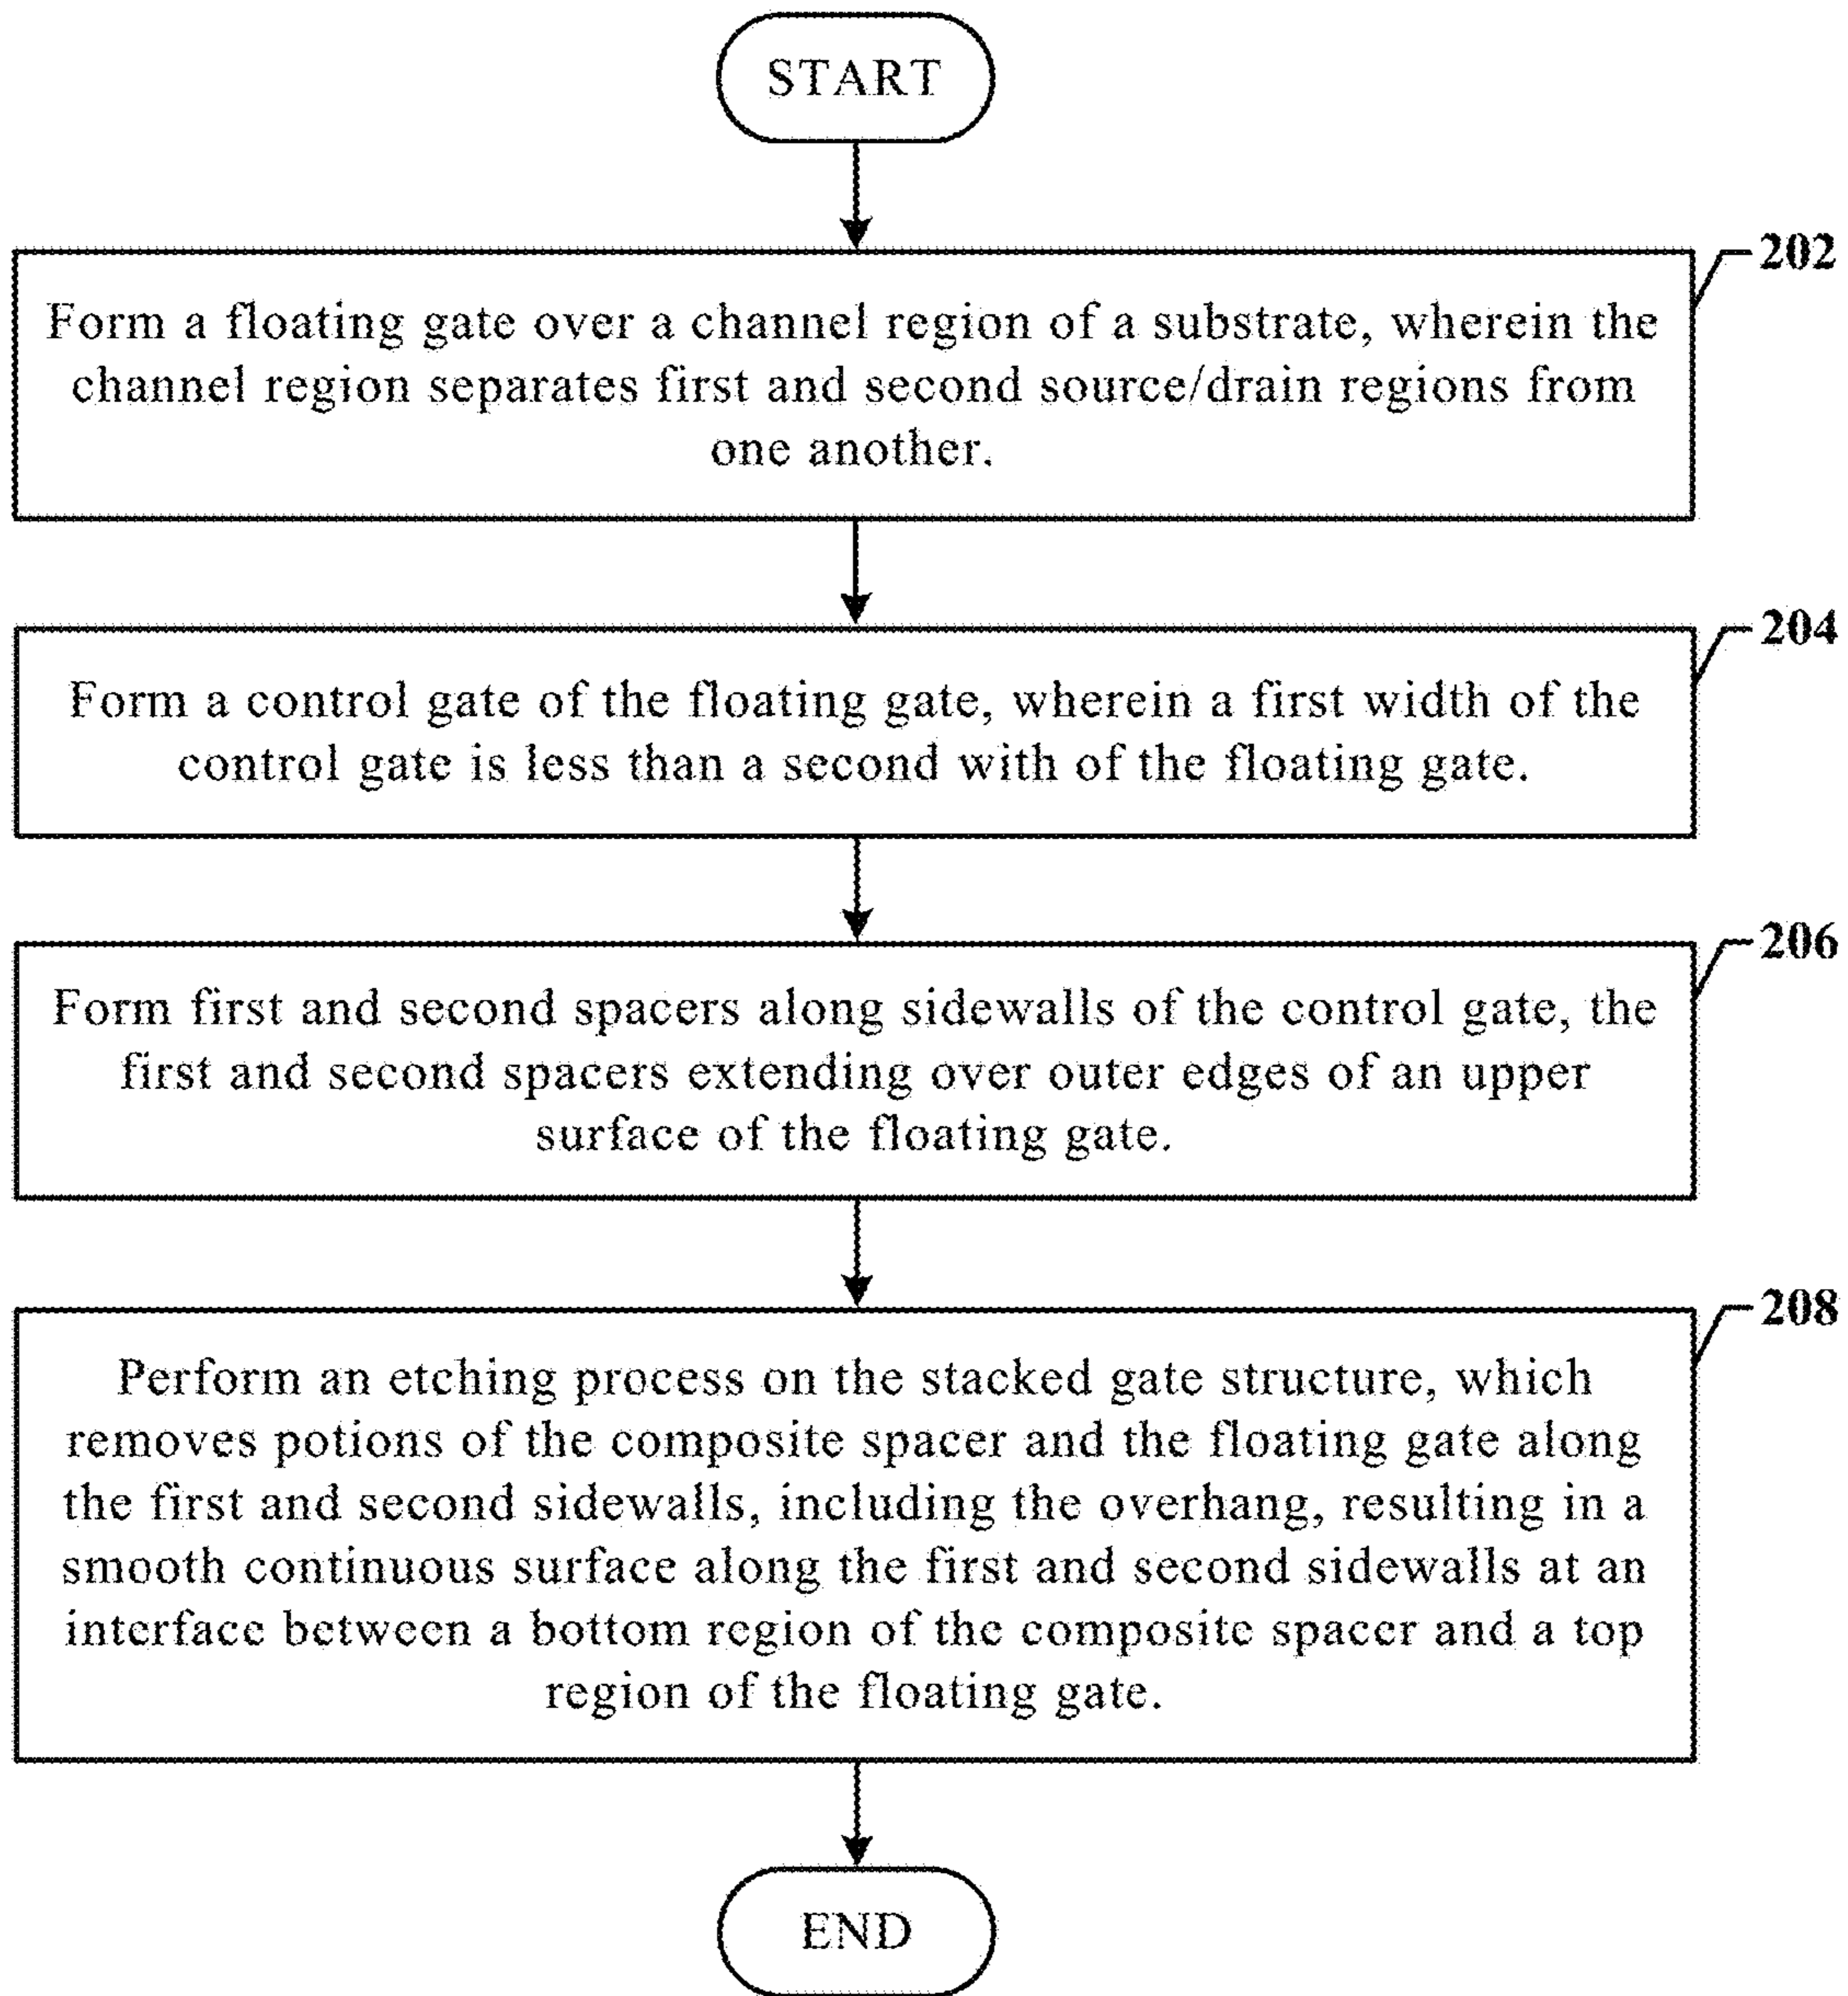 START
202
Form a floating gate over a channel region of a substrate, wherein the
channel region separates first and second source/drain regions from
one another.
204
Form a control gate of the floating gate, wherein a first width of the
control gate is less than a second with of the floating gate.
206
Form first and second spacers along sidewalls of the control gate, the
first and second spacers extending over outer edges of an upper
surface of the floating gate.
208
Perform an etching process on the stacked gate structure, which
removes potions of the composite spacer and the floating gate along
the first and second sidewalls, including the overhang, resulting in a
smooth continuous surface along the first and second sidewalls at an
interface between a bottom region of the composite spacer and a top
region of the floating gate.
END